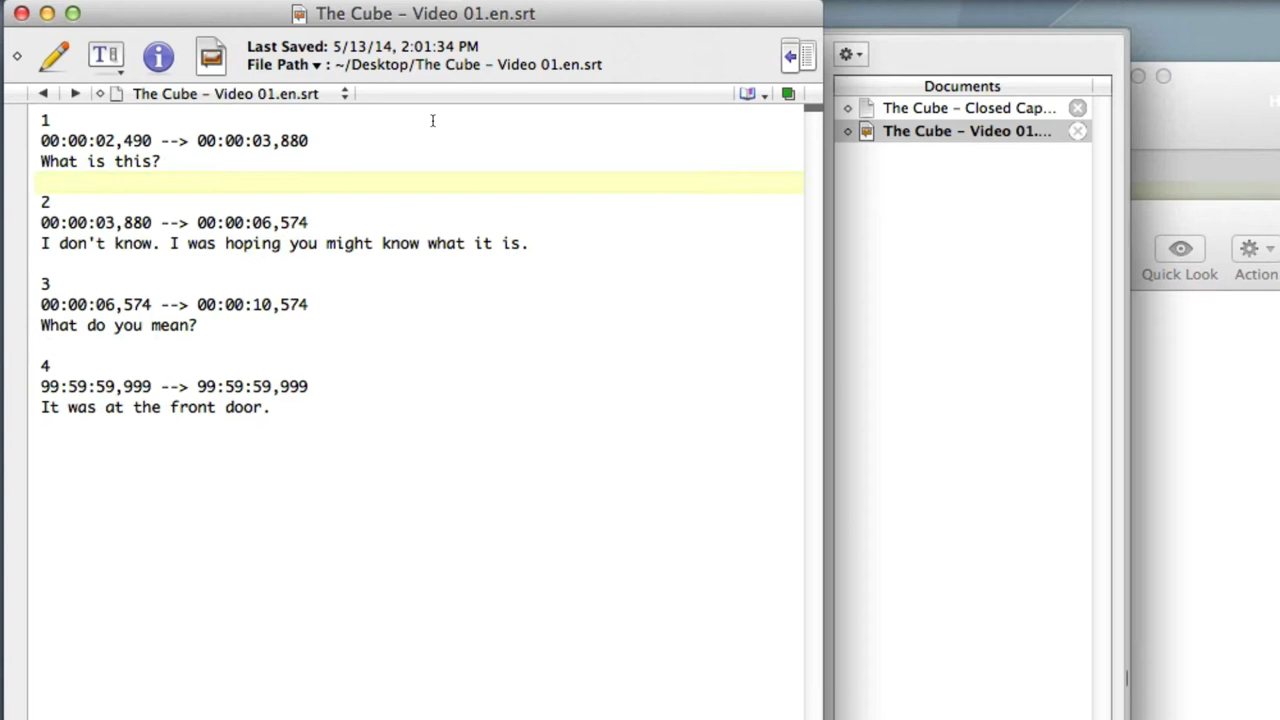 The Cube – Video 01.en.srt
Last Saved: 5/13/14, 2:01:34 PM
File Path ▾ : ~/Desktop/The Cube – Video 01.en.srt
The Cube – Video 01.en.srt
1
00:00:02,490 --> 00:00:03,880
What is this?
2
00:00:03,880 --> 00:00:06,574
I don't know. I was hoping you might know what it is.
3
00:00:06,574 --> 00:00:10,574
What do you mean?
4
99:59:59,999 --> 99:59:59,999
It was at the front door.
Documents
The Cube – Closed Cap...
The Cube – Video 01....
Quick Look
Action